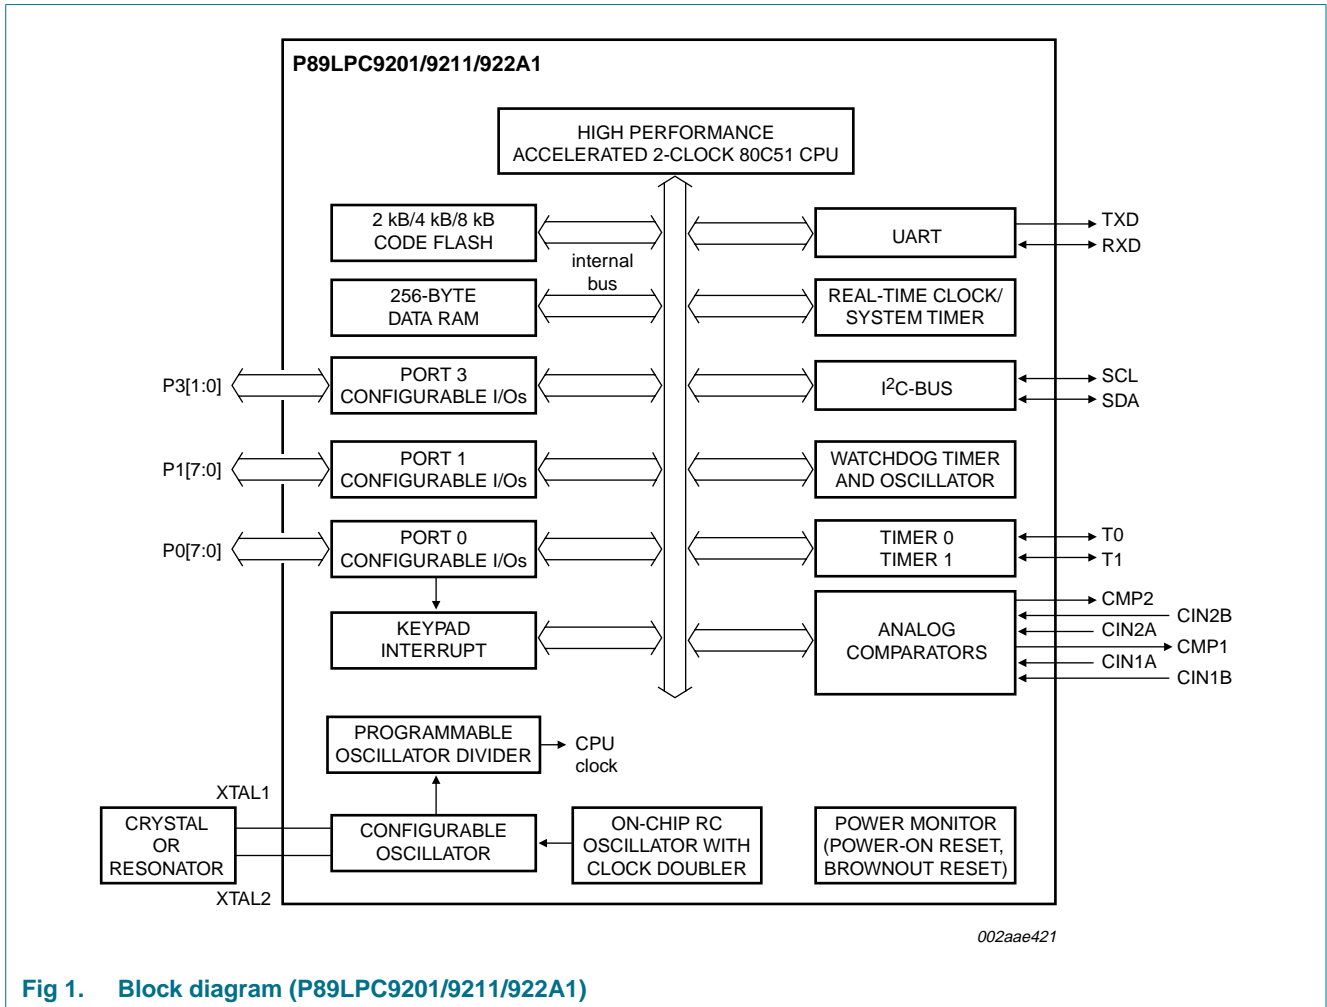 P89LPC9201/9211/922A1
HIGH PERFORMANCE
ACCELERATED 2-CLOCK 80C51 CPU
2 kB/4 kB/8 kB
CODE FLASH
internal
bus
UART
TXD
RXD
256-BYTE
DATA RAM
REAL-TIME CLOCK/
SYSTEM TIMER
P3[1:0]
PORT 3
CONFIGURABLE I/Os
I2C-BUS
SCL
SDA
P1[7:0]
PORT 1
CONFIGURABLE I/Os
WATCHDOG TIMER
AND OSCILLATOR
P0[7:0]
PORT 0
CONFIGURABLE I/Os
TIMER 0
TIMER 1
T0
T1
KEYPAD
INTERRUPT
ANALOG
COMPARATORS
CMP2
CIN2B
CIN2A
CMP1
CIN1A
CIN1B
PROGRAMMABLE
OSCILLATOR DIVIDER
CPU
clock
XTAL1
CRYSTAL
OR
RESONATOR
XTAL2
CONFIGURABLE
OSCILLATOR
ON-CHIP RC
OSCILLATOR WITH
CLOCK DOUBLER
POWER MONITOR
(POWER-ON RESET,
BROWNOUT RESET)
002aae421
Fig 1. Block diagram (P89LPC9201/9211/922A1)